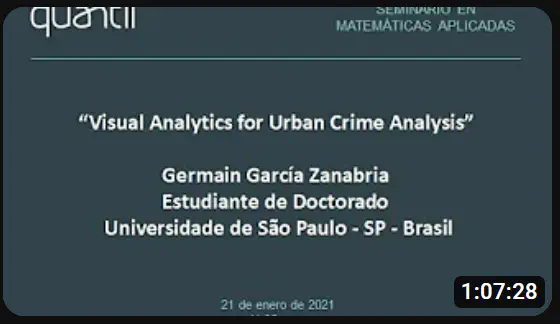 quantil
SEMINARIO EN
MATEMÁTICAS APLICADAS
“Visual Analytics for Urban Crime Analysis”
Germain García Zanabria
Estudiante de Doctorado
Universidade de São Paulo - SP - Brasil
21 de enero de 2021
1:07:28